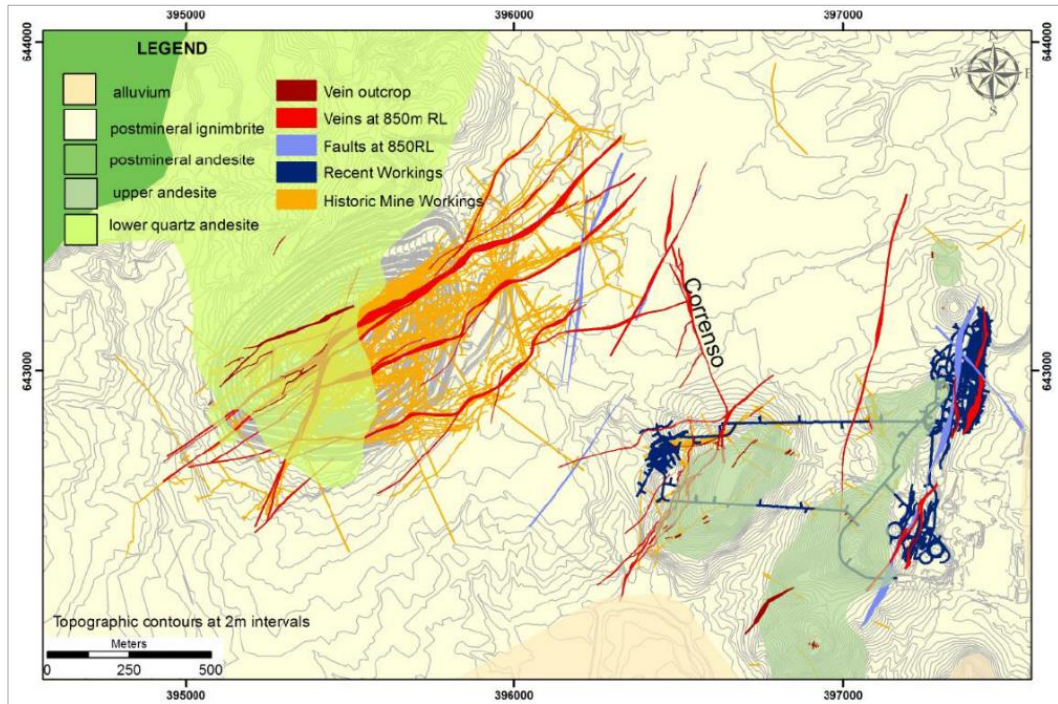 395000 396000 397000
644000
644000
N
W E
S
LEGEND
alluvium
postmineral ignimbrite
postmineral andesite
upper andesite
lower quartz andesite
Vein outcrop
Veins at 850m RL
Faults at 850RL
Recent Workings
Historic Mine Workings
Correnso
643000
643000
Topographic contours at 2m intervals
Meters
0 250 500
395000 396000 397000